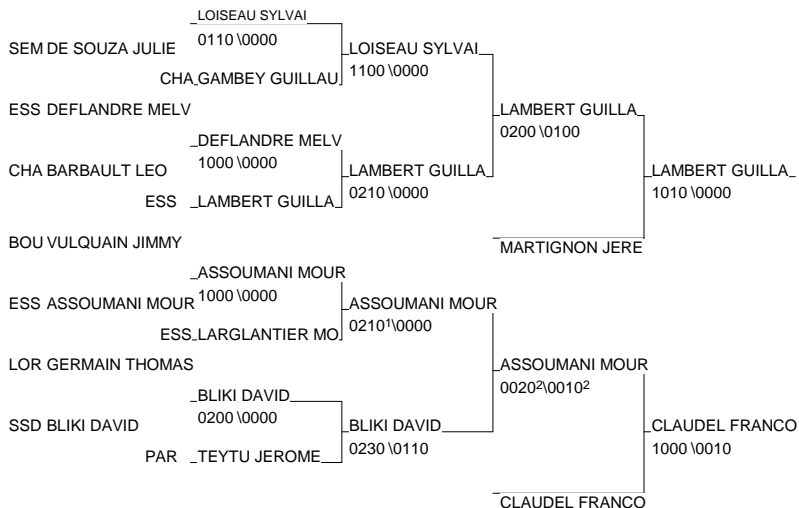 LOISEAU SYLVAI
0110 \0000
SEM DE SOUZA JULIE
LOISEAU SYLVAI
1100 \0000
CHA GAMBEY GUILLAU
ESS DEFLANDRE MELV
LAMBERT GUILLA
0200 \0100
DEFLANDRE MELV
1000 \0000
CHA BARBAULT LEO
LAMBERT GUILLA
0210 \0000
LAMBERT GUILLA
1010 \0000
ESS LAMBERT GUILLA
BOU VULQUAIN JIMMY
MARTIGNON JERE
ASSOUMANI MOUR
1000 \0000
ESS ASSOUMANI MOUR
ASSOUMANI MOUR
0210¹\0000
ESS LARGLANTIER MO
LOR GERMAIN THOMAS
ASSOUMANI MOUR
0020²\0010²
BLIKI DAVID
0200 \0000
SSD BLIKI DAVID
BLIKI DAVID
0230 \0110
CLAUDEL FRANCO
1000 \0010
PAR TEYTU JEROME
CLAUDEL FRANCO